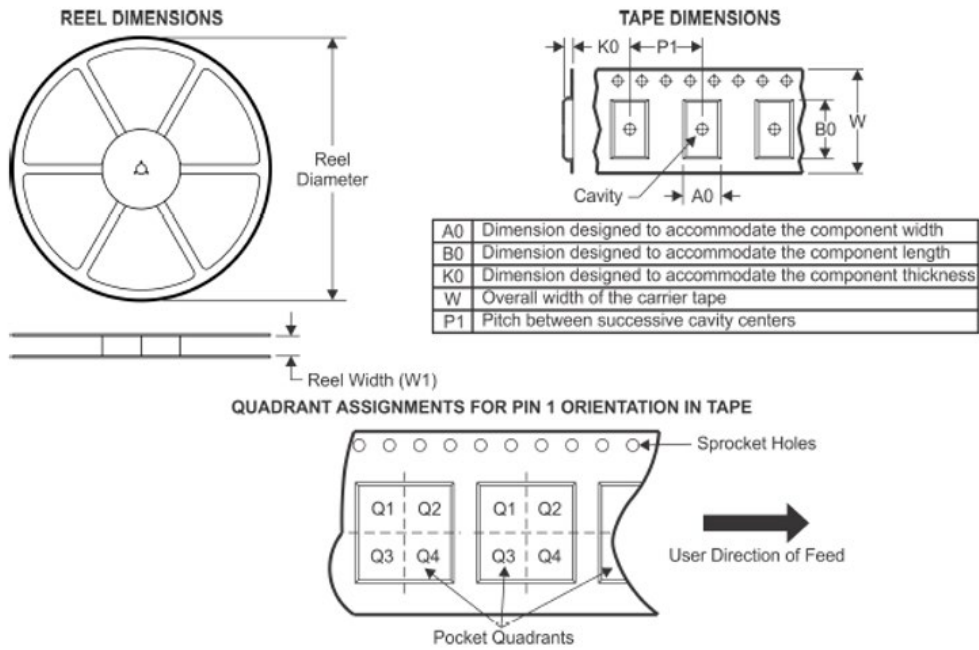 REEL DIMENSIONS
Reel
Diameter
Reel Width (W1)
TAPE DIMENSIONS
K0
P1
B0
W
Cavity
A0
A0 Dimension designed to accommodate the component width
B0 Dimension designed to accommodate the component length
K0 Dimension designed to accommodate the component thickness
W Overall width of the carrier tape
P1 Pitch between successive cavity centers
QUADRANT ASSIGNMENTS FOR PIN 1 ORIENTATION IN TAPE
Sprocket Holes
Q1 Q2 Q1 Q2
Q3 Q4 Q3 Q4
User Direction of Feed
Pocket Quadrants